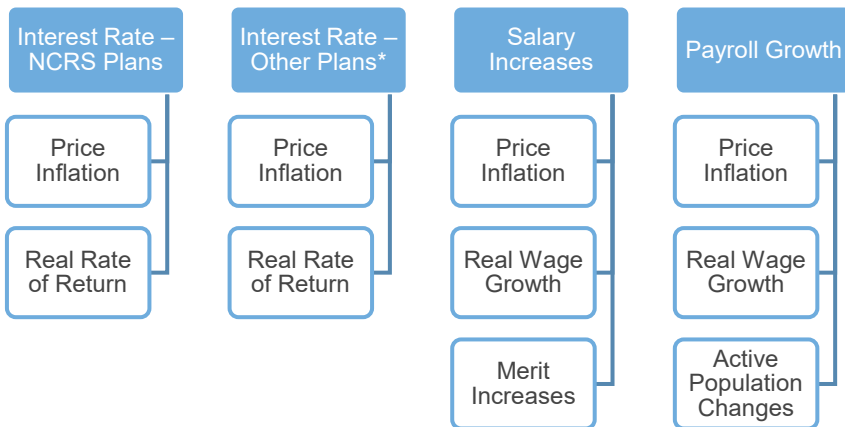 Interest Rate –
NCRS Plans
Price
Inflation
Real Rate
of Return
Interest Rate –
Other Plans*
Price
Inflation
Real Rate
of Return
Salary
Increases
Price
Inflation
Real Wage
Growth
Merit
Increases
Payroll Growth
Price
Inflation
Real Wage
Growth
Active
Population
Changes